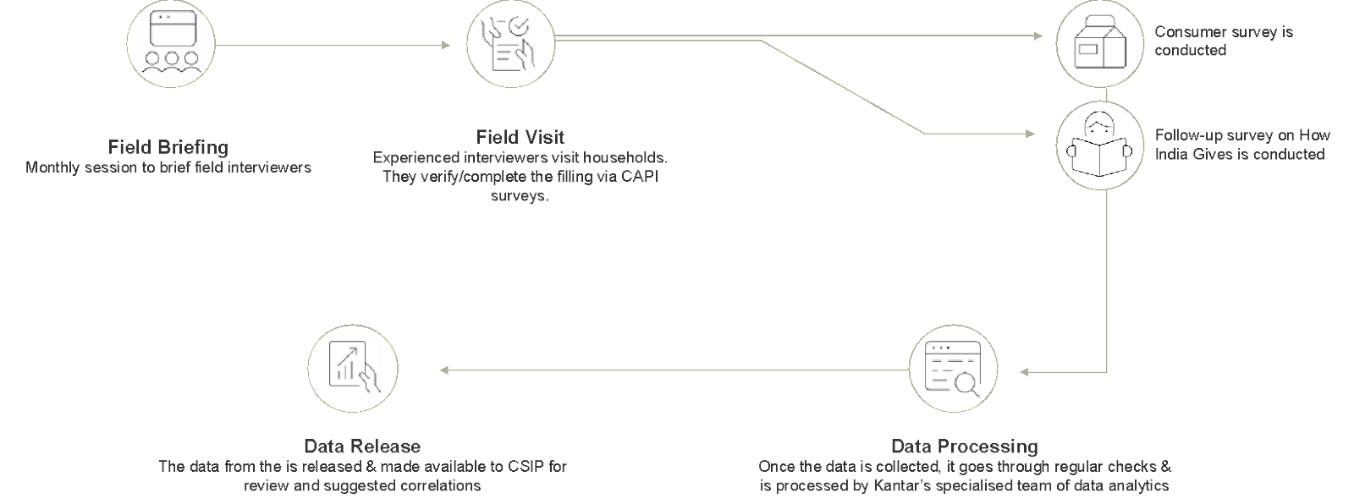 Consumer survey is
conducted
Field Briefing
Monthly session to brief field interviewers
Field Visit
Experienced interviewers visit households.
They verify/complete the filling via CAPI
surveys.
Follow-up survey on How
India Gives is conducted
Data Release
The data from the is released & made available to CSIP for
review and suggested correlations
Data Processing
Once the data is collected, it goes through regular checks &
is processed by Kantar's specialised team of data analytics